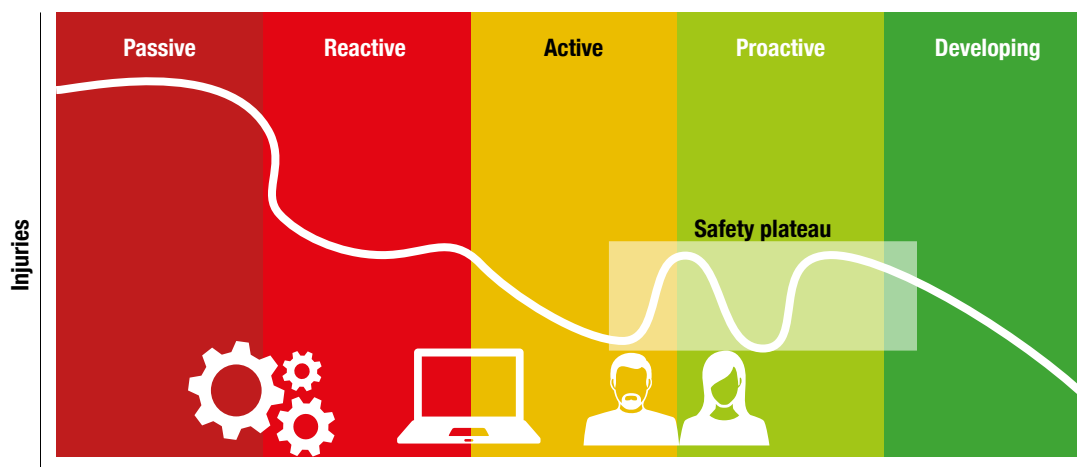 Passive
Reactive
Active
Proactive
Developing
Safety plateau
Injuries